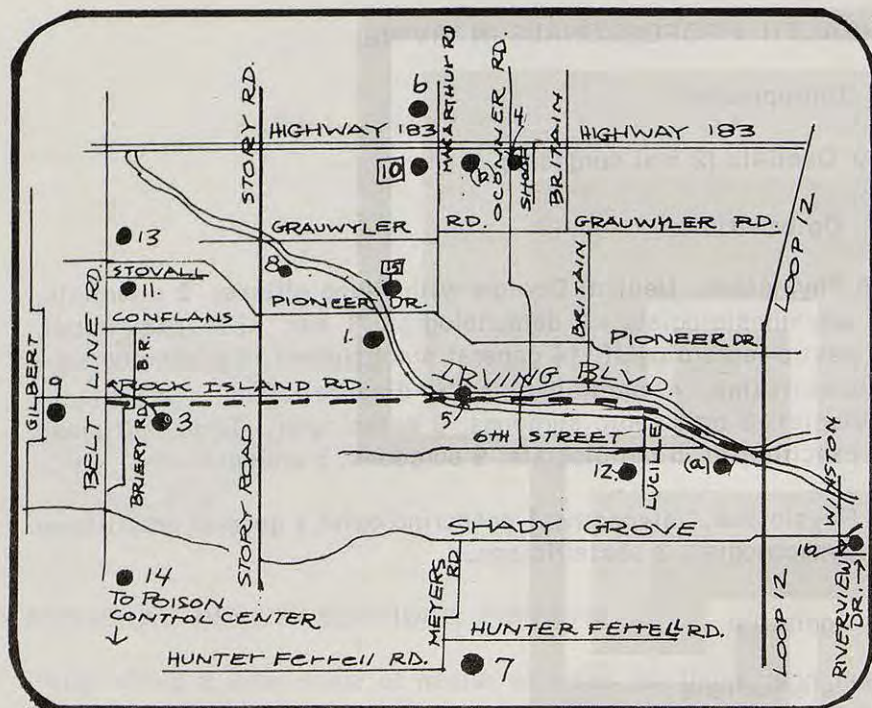 STORY RD.
6
MACARTHUR RD
OCONNER RD.
4
HIGHWAY 183
HIGHWAY 183
10
(a)
SHADY
BRITAIN
GRAUWYLER
RD.
GRAUWYLER RD.
LOOP 12
13
STOVALL
8
15
BRITAIN
11.
PIONEER DR.
CONFLANS
1.
PIONEER DR.
BELT LINE RD.
GILBERT
B.R.
ROCK ISLAND RD.
IRVING BLVD.
9
3
BRIERY RD.
5
6TH STREET
12.
LUCILLE
(a)
WINSTON
STORY ROAD
SHADY GROVE
10
14
MEYERS RD
TO POISON
CONTROL CENTER
HUNTER FERRELL RD.
HUNTER FERRELL RD.
7
LOOP 12
RIVERVIEW DR.